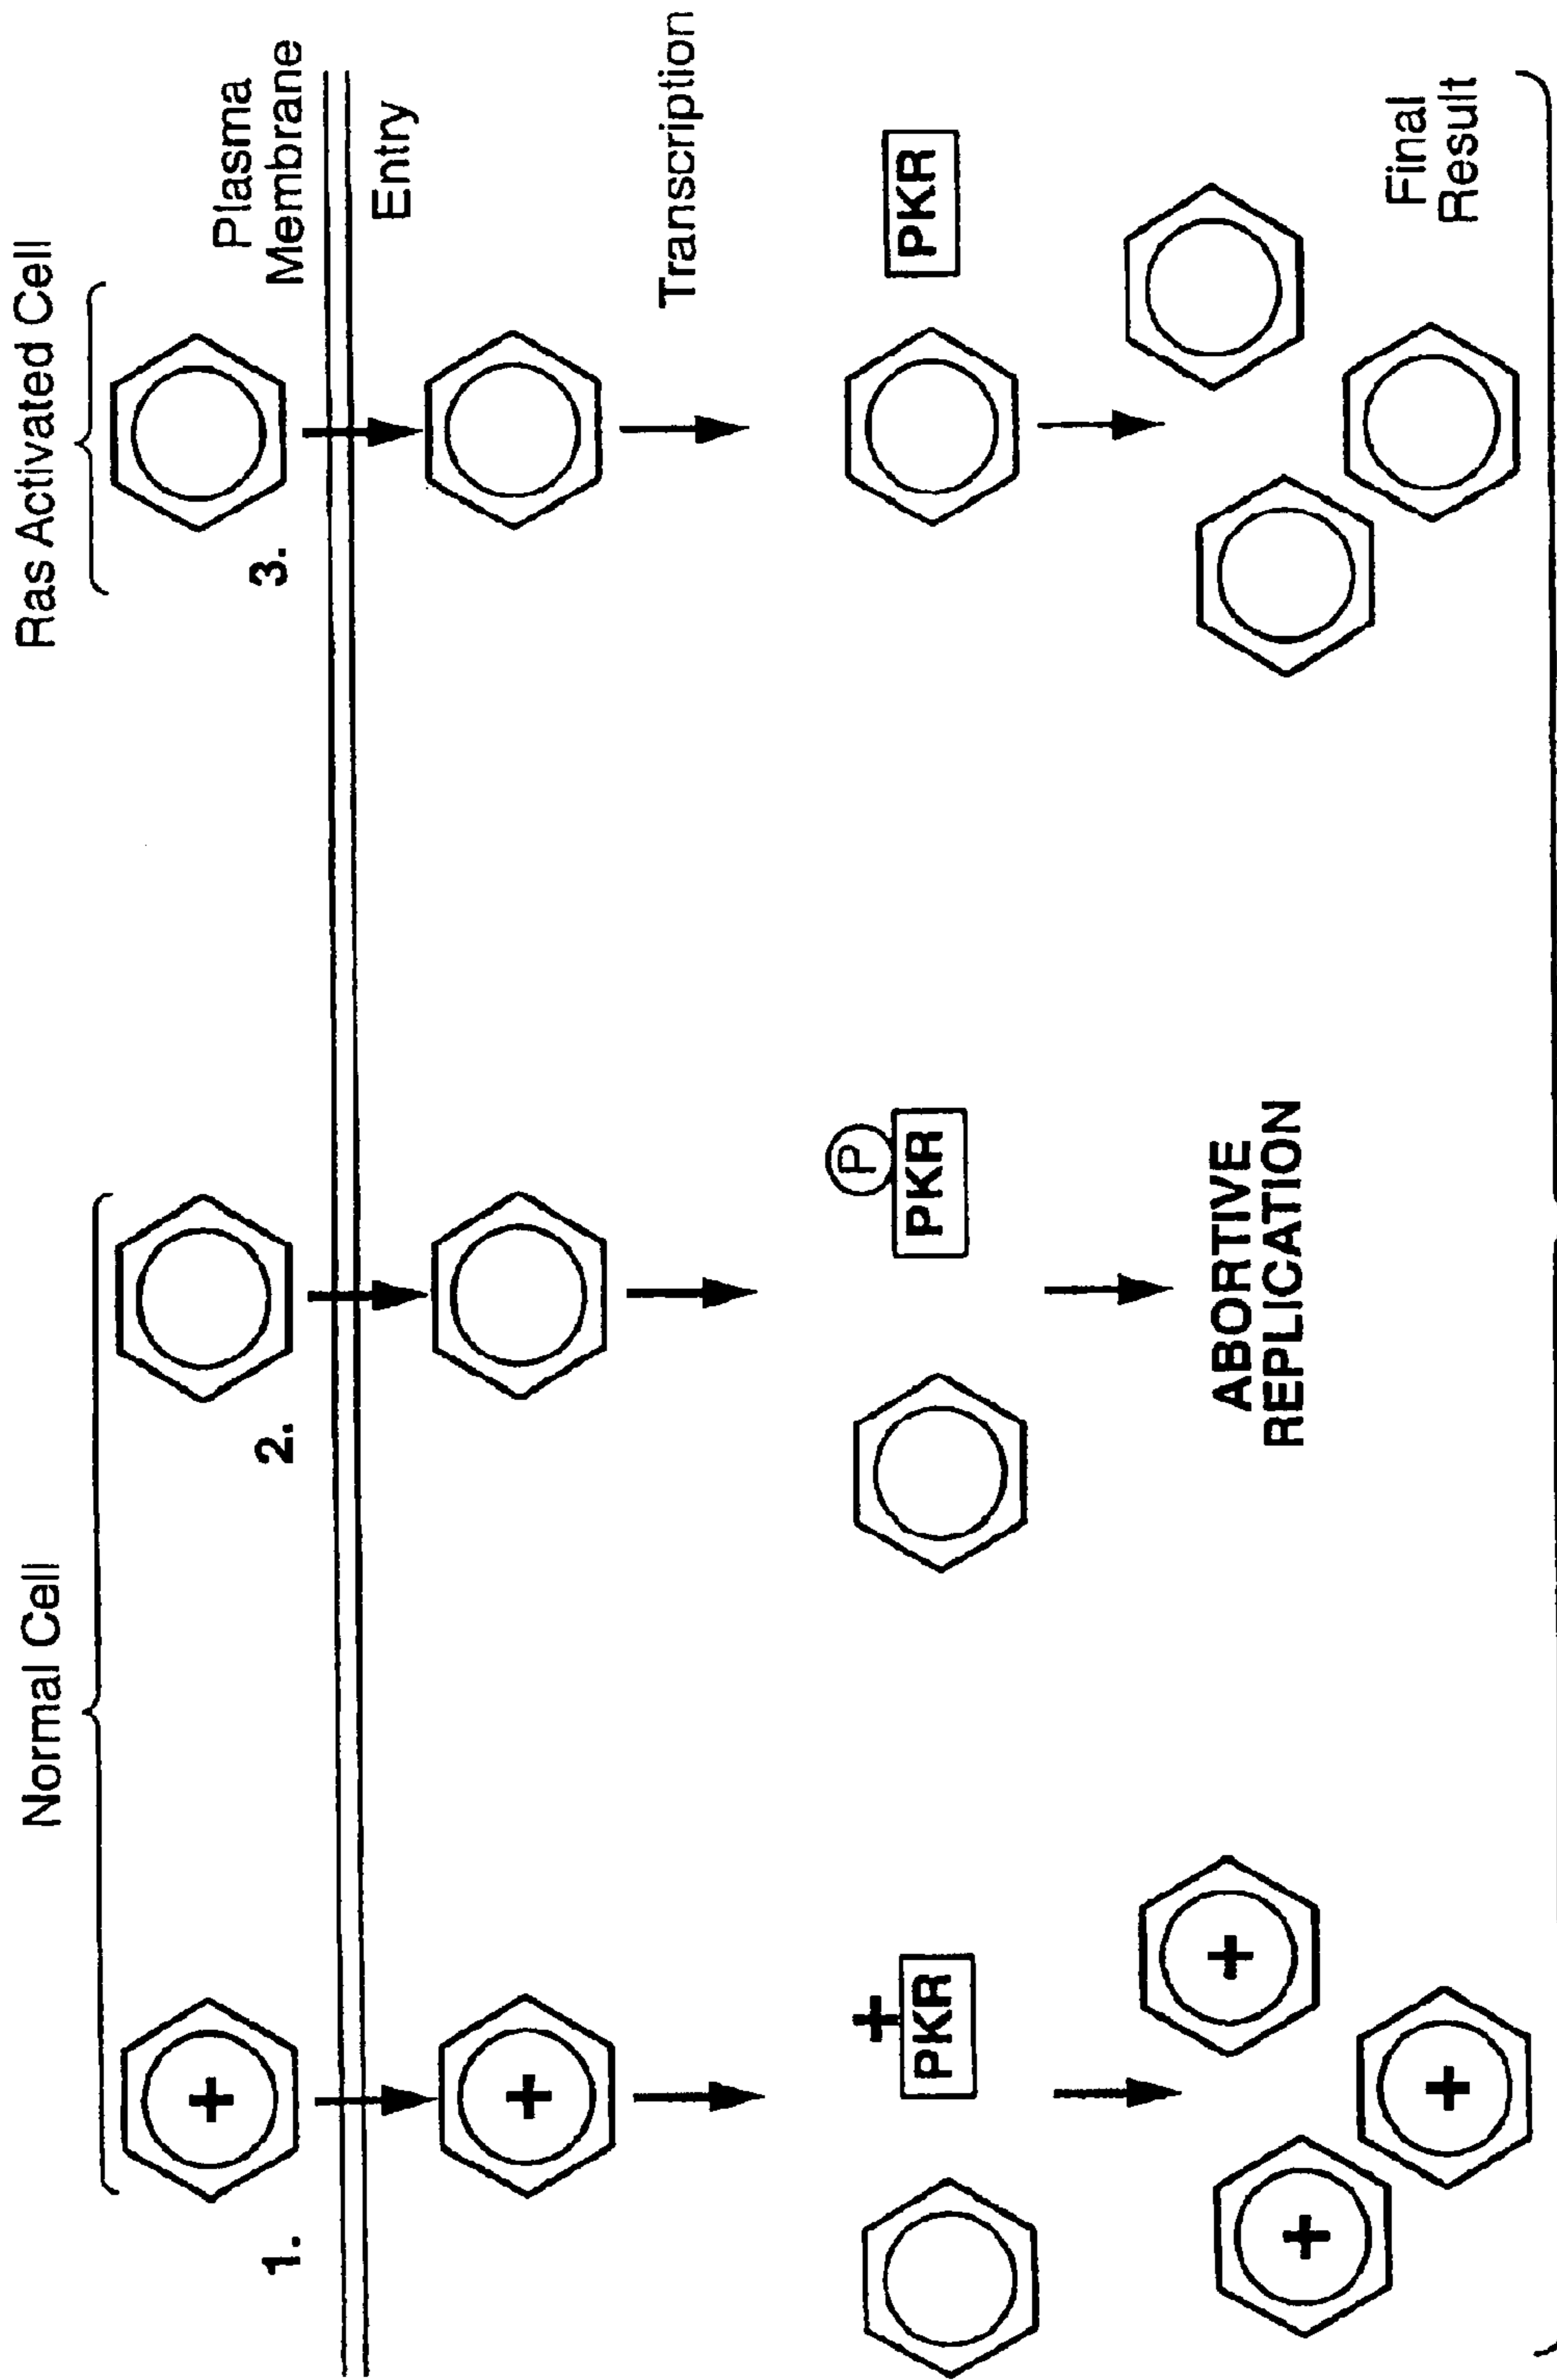 Normal Cell
Ras Activated Cell
1.
2.
3.
Plasma
Membrane
Entry
Transcription
+
+
+
PKR
P
PKR
PKR
+
+
+
ABORTIVE
REPLICATION
Final
Result